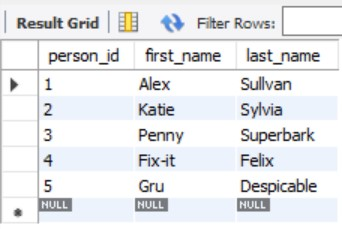 Result Grid Filter Rows:
person_id first_name last_name
1 Alex Sullvan
2 Katie Sylvia
3 Penny Superbark
4 Fix-it Felix
5 Gru Despicable
NULL NULL NULL